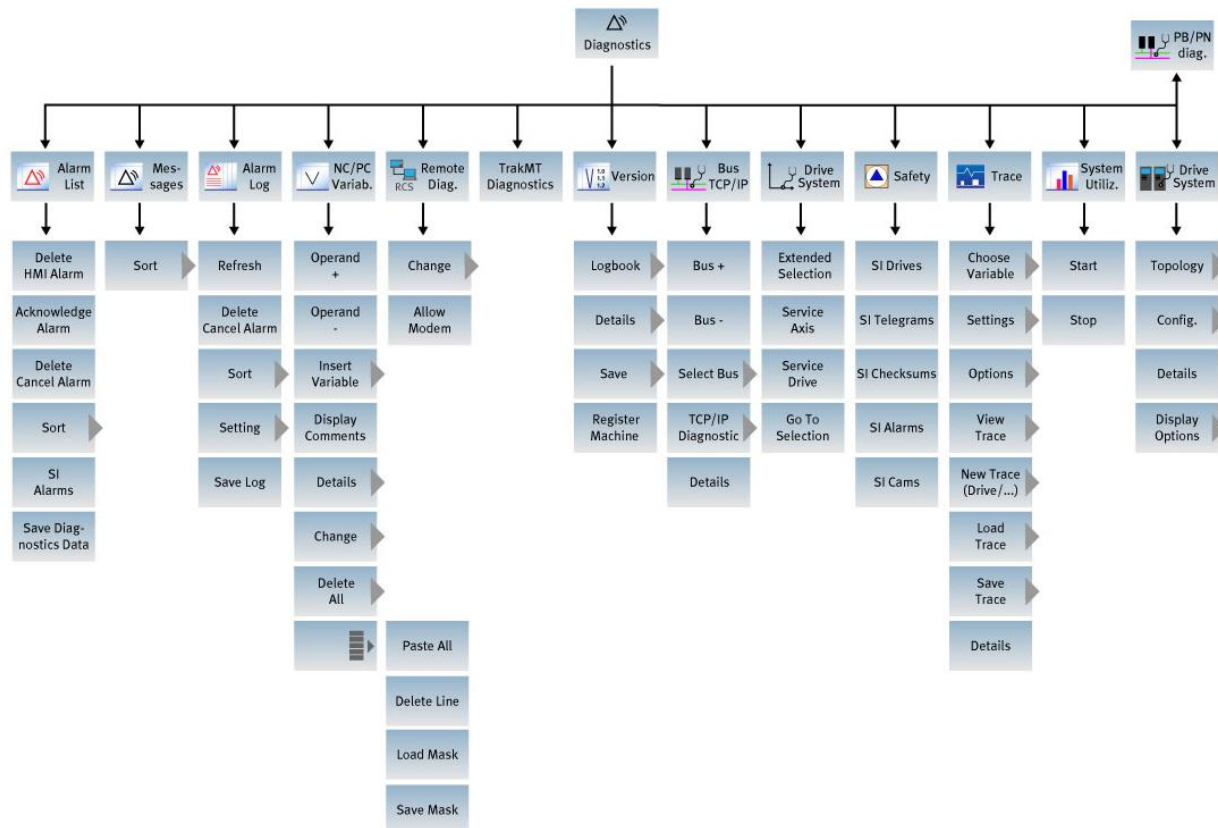 Diagnostics
PB/PN
diag.
Alarm
List
Mes-
sages
Alarm
Log
NC/PC
Variab.
RCS
Remote
Diag.
TrakMT
Diagnostics
1.0
1.1
1.2
Version
Bus
TCP/IP
Drive
System
Safety
Trace
System
Utiliz.
Drive
System
Delete
HMI Alarm
Acknowledge
Alarm
Delete
Cancel Alarm
Sort
SI
Alarms
Save Diag-
nostics Data
Sort
Refresh
Delete
Cancel Alarm
Sort
Setting
Save Log
Operand
+
Operand
-
Insert
Variable
Display
Comments
Details
Change
Delete
All
Change
Allow
Modem
Paste All
Delete Line
Load Mask
Save Mask
Logbook
Details
Save
Register
Machine
Bus +
Bus -
Select Bus
TCP/IP
Diagnostic
Details
Extended
Selection
Service
Axis
Service
Drive
Go To
Selection
SI Drives
SI Telegrams
SI Checksums
SI Alarms
SI Cams
Choose
Variable
Settings
Options
View
Trace
New Trace
(Drive/...)
Load
Trace
Save
Trace
Details
Start
Stop
Topology
Config.
Details
Display
Options